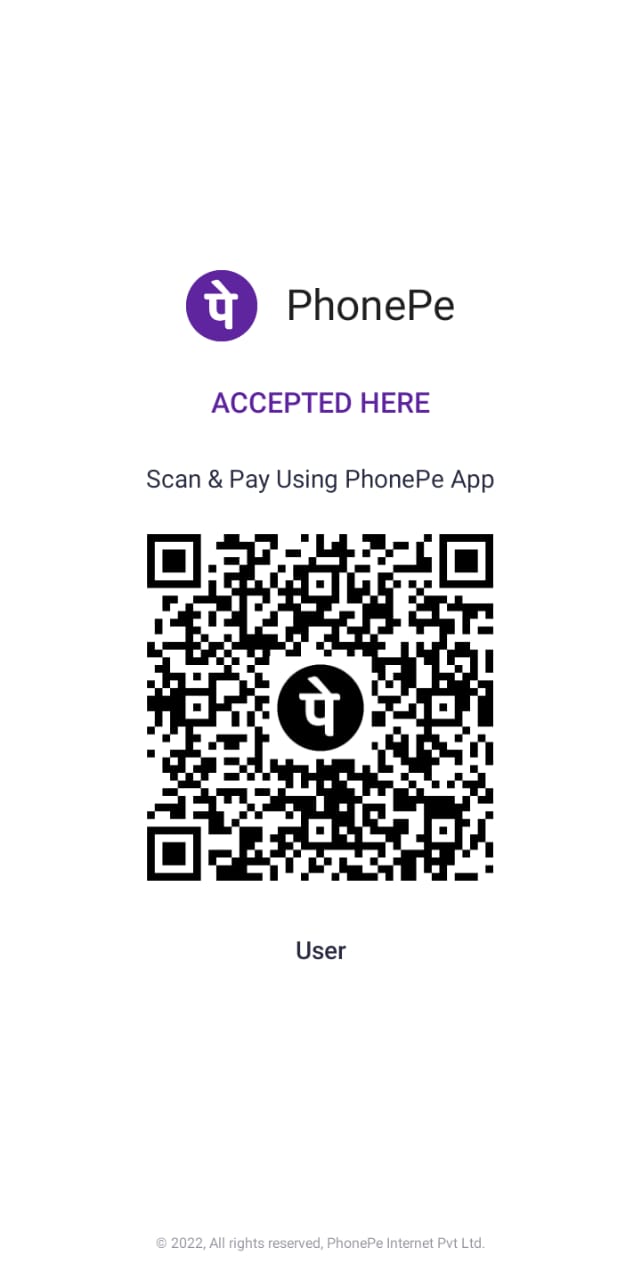 पे PhonePe
ACCEPTED HERE
Scan & Pay Using PhonePe App
पे
User
© 2022, All rights reserved, PhonePe Internet Pvt Ltd.